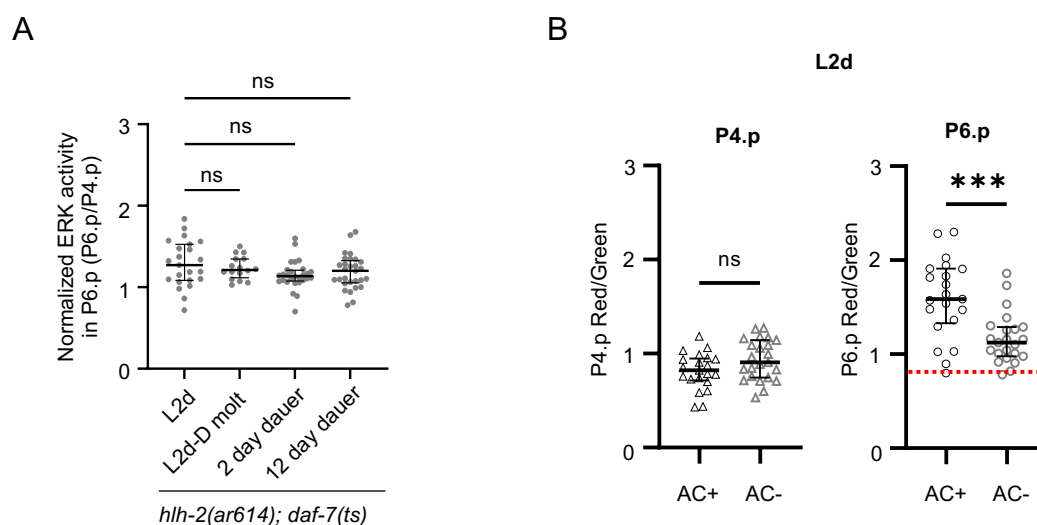 A
ns
ns
ns
Normalized ERK activity
in P6.p (P6.p/P4.p)
3
2
1
0
L2d
L2d-D molt
2 day dauer
12 day dauer
hlh-2(ar614); daf-7(ts)
B
L2d
P4.p
P4.p Red/Green
3
2
1
0
ns
AC+
AC-
P6.p
P6.p Red/Green
3
2
1
0
***
AC+
AC-